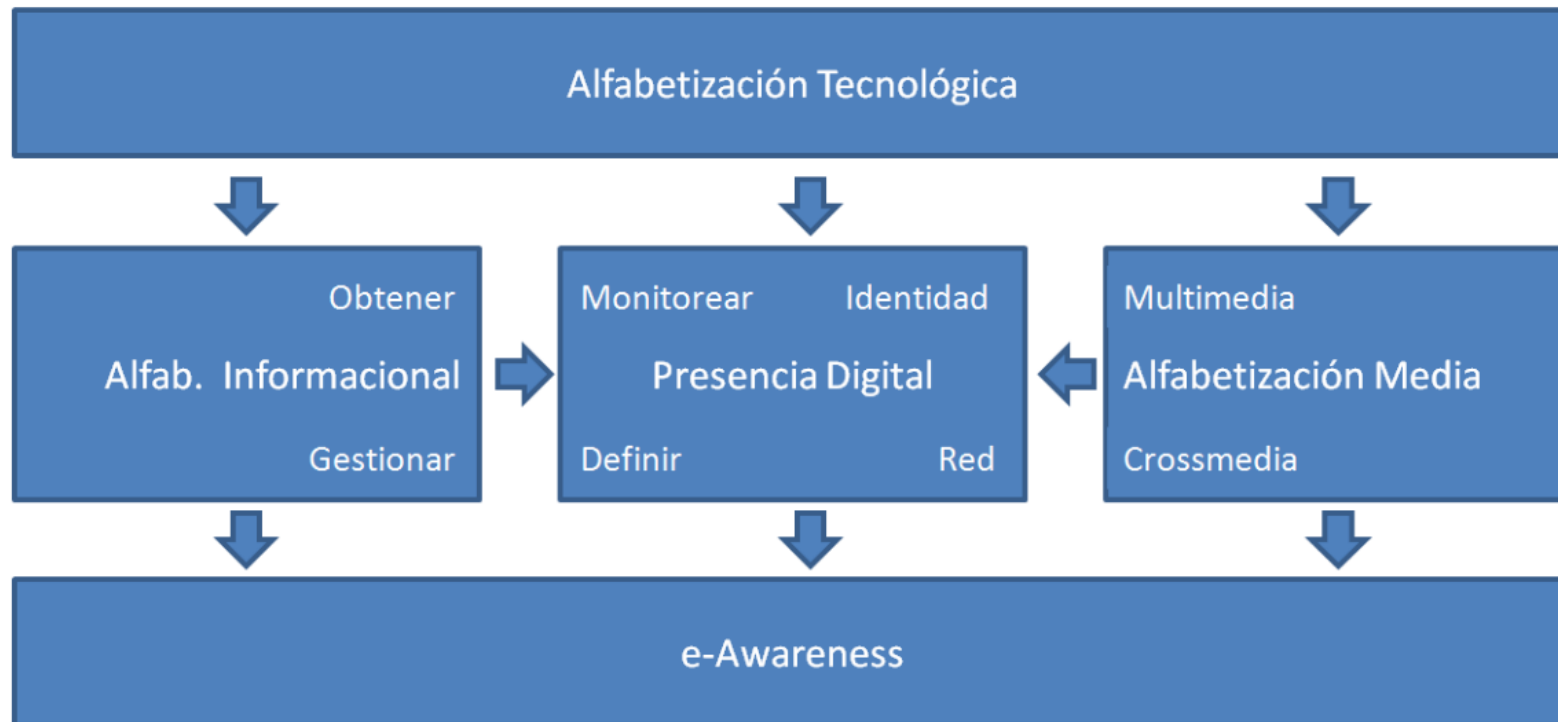 Alfabetización Tecnológica
Obtener
Alfab. Informacional
Gestionar
Monitorear Identidad
Presencia Digital
Definir Red
Multimedia
Alfabetización Media
Crossmedia
e-Awareness